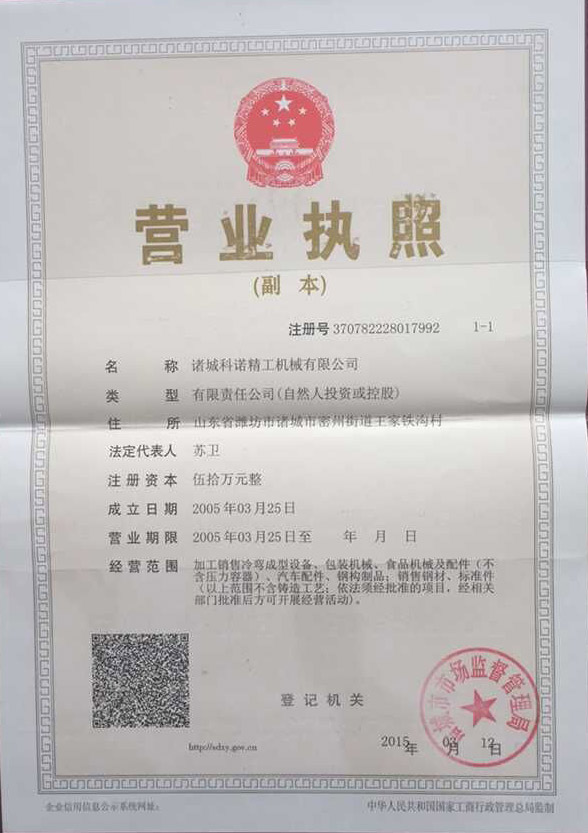 营业执照
(副 本)
注册号 370782228017992 1-1
名 称 诸城科诺精工机械有限公司
类 型 有限责任公司(自然人投资或控股)
住 所 山东省潍坊市诸城市密州街道王家铁沟村
法定代表人 苏卫
注册资本 伍拾万元整
成立日期 2005年03月25日
营业期限 2005年03月25日至 年 月 日
经营范围 加工销售冷弯成型设备、包装机械、食品机械及配件（不
含压力容器）、汽车配件、钢构制品；销售钢材、标准件
（以上范围不含铸造工艺；依法须经批准的项目，经相关
部门批准后方可开展经营活动）。
登记机关
诸城市市场监督管理局
2015年 03月 12日
http://sdxy.gov.cn
企业信用信息公示系统网址：
中华人民共和国国家工商行政管理总局监制